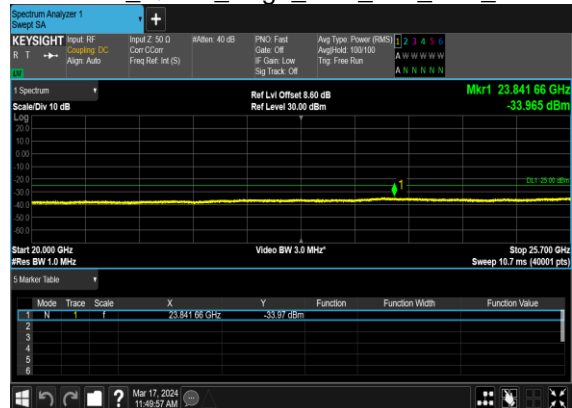 Spectrum Analyzer 1
Swept SA
KEYSIGHT Input: RF Input Z: 50 Ω #Atten: 40 dB PNO: Fast Avg Type: Power (RMS) 1 2 3 4 5 6
R T Coupling: DC Corr CCorr Gate: Off Avg|Hold: 100/100 A W W W W W
Align: Auto Freq Ref: Int (S) IF Gain: Low Trig: Free Run
Sig Track: Off A N N N N N
1 Spectrum Ref Lvl Offset 8.60 dB Mkr1 23.841 66 GHz
Scale/Div 10 dB Ref Level 30.00 dBm -33.965 dBm
Log
20.0
10.0
0.00
-10.0
-20.0 1 DL1 -25.00 dBm
-30.0
-40.0
-50.0
-60.0
Start 20.000 GHz Video BW 3.0 MHz* Stop 25.700 GHz
#Res BW 1.0 MHz Sweep 10.7 ms (40001 pts)
5 Marker Table
Mode Trace Scale X Y Function Function Width Function Value
1 N 1 f 23.841 66 GHz -33.97 dBm
2
3
4
5
6
? Mar 17, 2024
11:49:57 AM